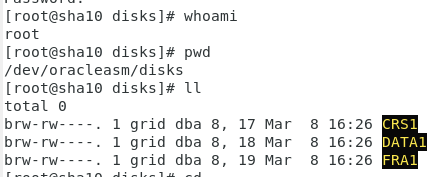 Password:
[root@sha10 disks]# whoami
root
[root@sha10 disks]# pwd
/dev/oracleasm/disks
[root@sha10 disks]# ll
total 0
brw-rw----. 1 grid dba 8, 17 Mar  8 16:26 CRS1
brw-rw----. 1 grid dba 8, 18 Mar  8 16:26 DATA1
brw-rw----. 1 grid dba 8, 19 Mar  8 16:26 FRA1
[root@sha10 disks]# cd